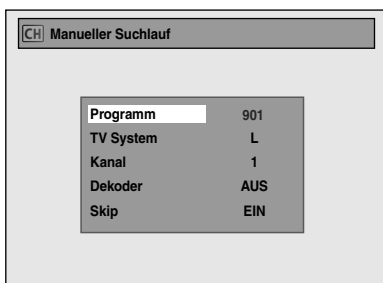 CH Manueller Suchlauf
Programm 901
TV System L
Kanal 1
Dekoder AUS
Skip EIN